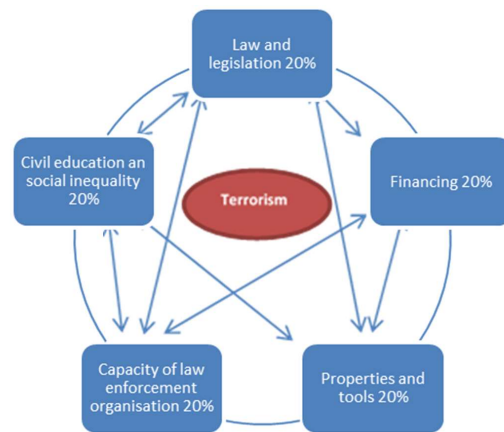 Law and
legislation 20%
Civil education an
social inequality
20%
Terrorism
Financing 20%
Capacity of law
enforcement
organisation 20%
Properties and
tools 20%